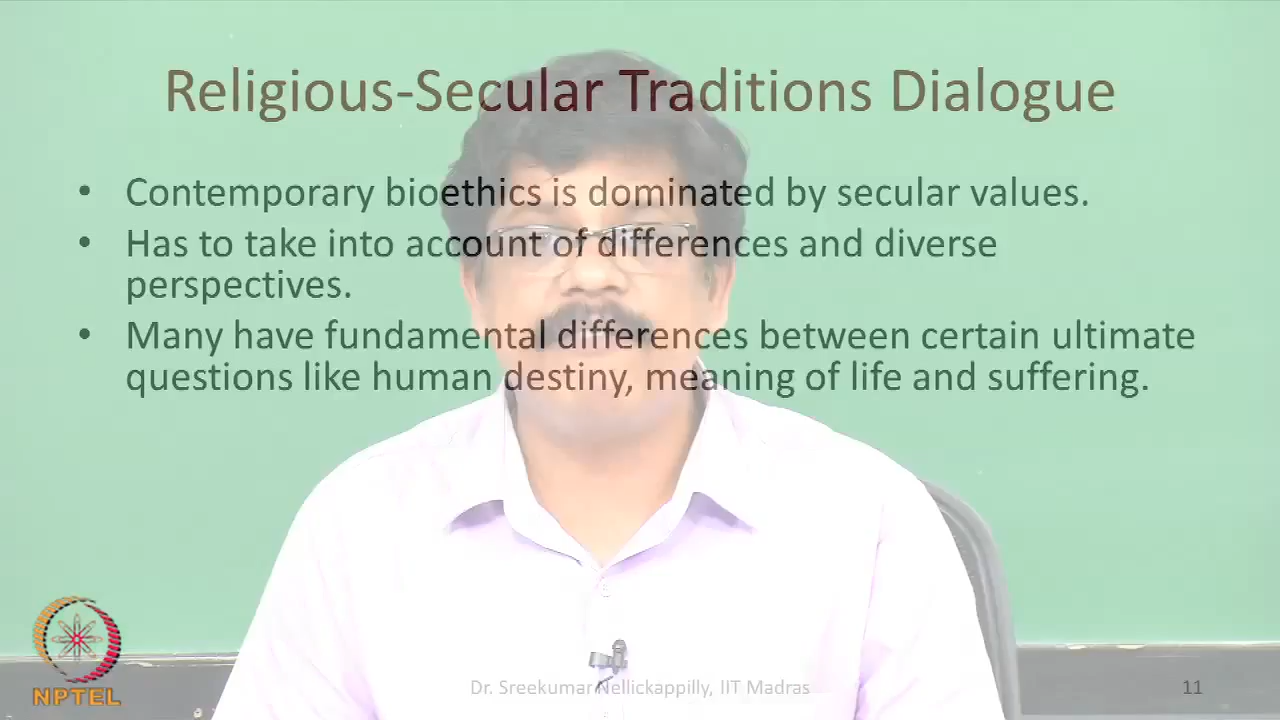 Religious-Secular Traditions Dialogue
• Contemporary bioethics is dominated by secular values.
• Has to take into account of differences and diverse
perspectives.
• Many have fundamental differences between certain ultimate
questions like human destiny, meaning of life and suffering.
NPTEL
Dr. Sreekumar Nellickappilly, IIT Madras
11